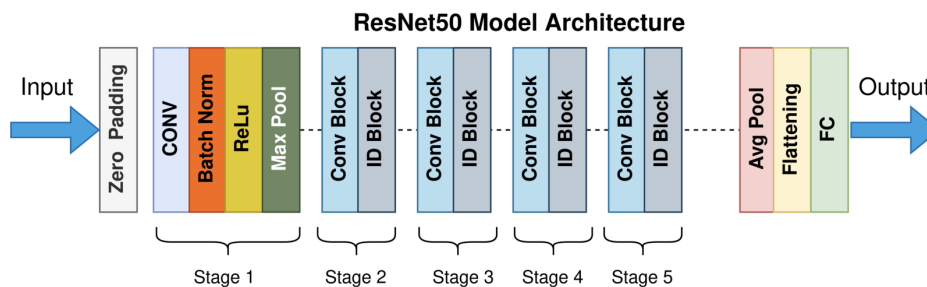 ResNet50 Model Architecture
Input
Zero Padding
CONV
Batch Norm
ReLu
Max Pool
Conv Block
ID Block
Conv Block
ID Block
Conv Block
ID Block
Conv Block
ID Block
Avg Pool
Flattening
FC
Output
Stage 1
Stage 2
Stage 3
Stage 4
Stage 5